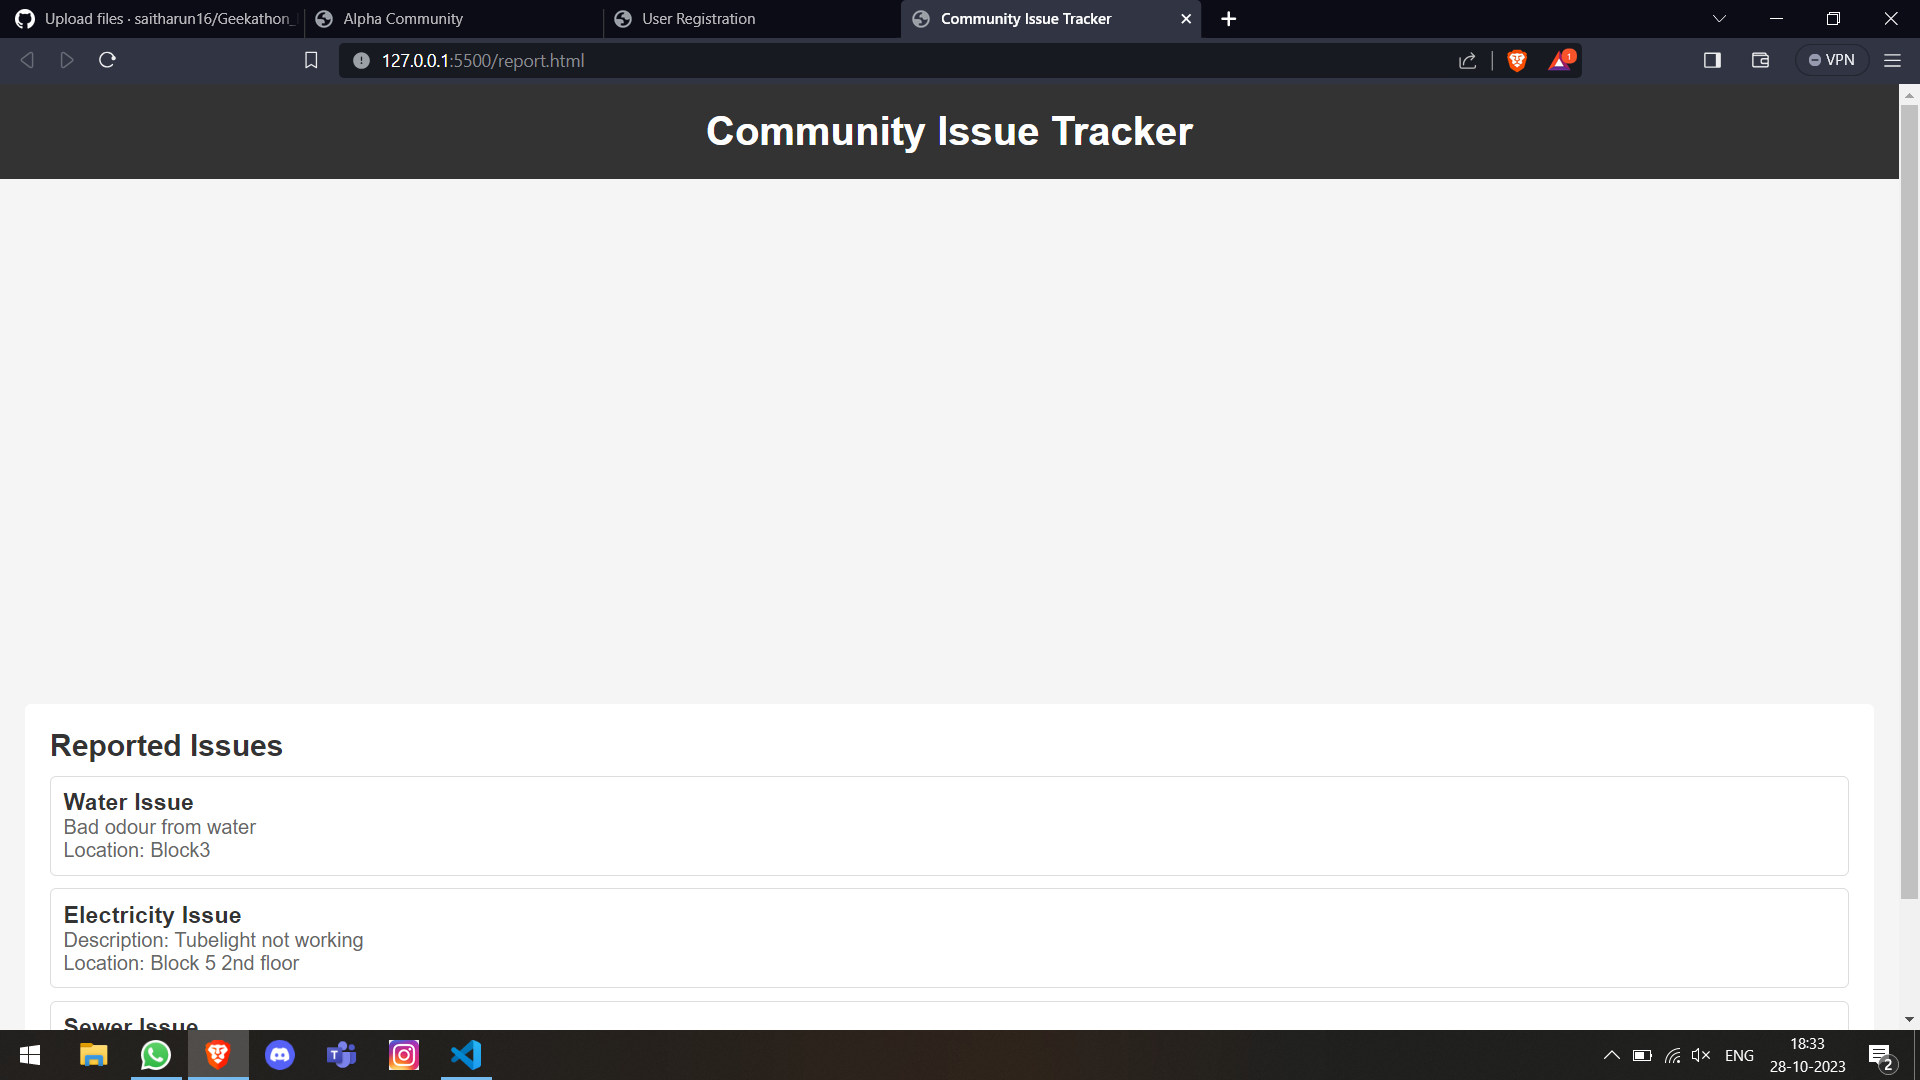 Upload files · saitharun16/Geekathon_
Alpha Community
User Registration
Community Issue Tracker
127.0.0.1:5500/report.html
1
VPN
Community Issue Tracker
Reported Issues
Water Issue
Bad odour from water
Location: Block3
Electricity Issue
Description: Tubelight not working
Location: Block 5 2nd floor
Sewer Issue
ENG
18:33
28-10-2023
2